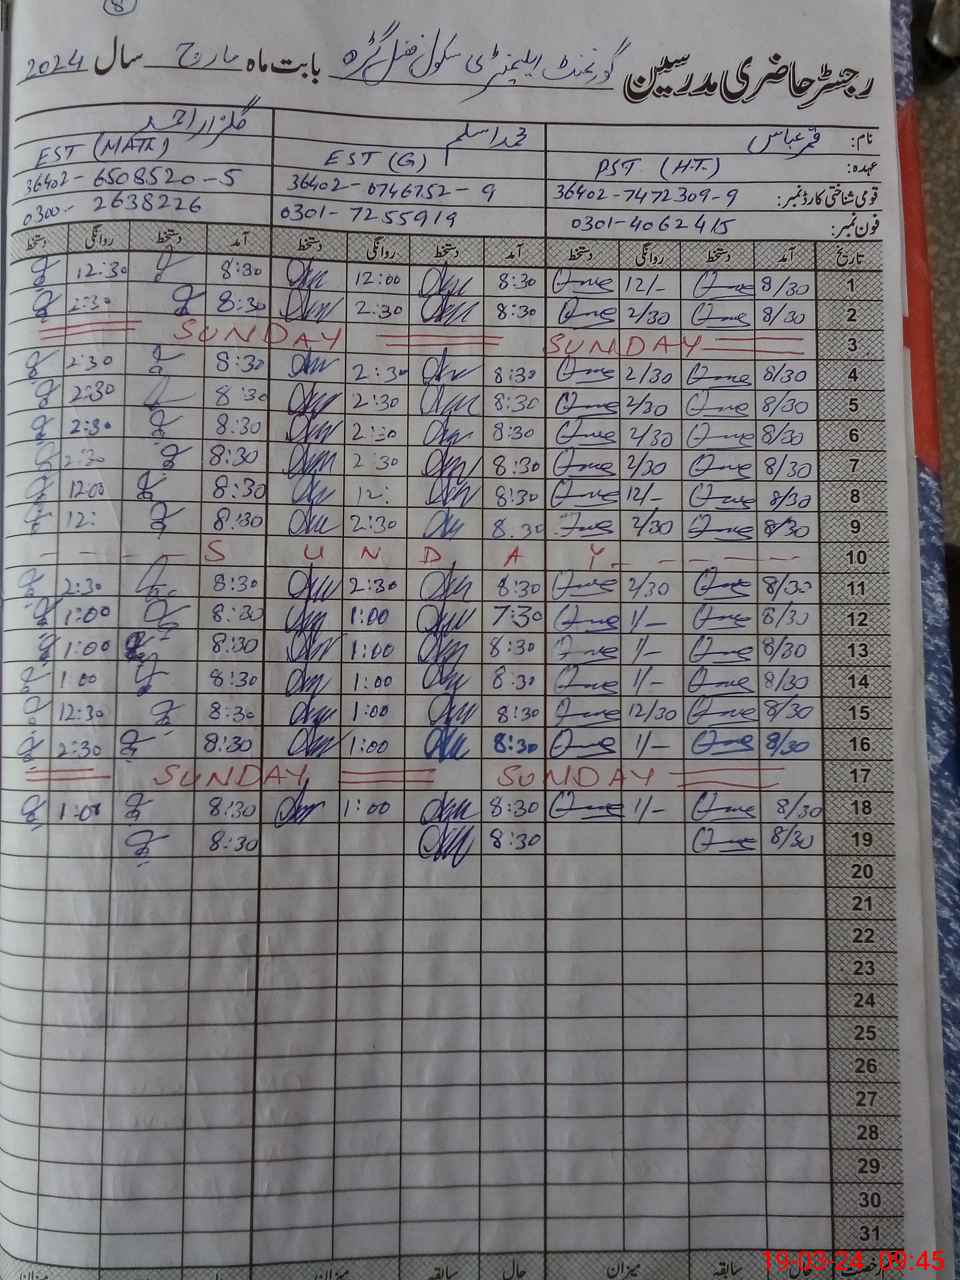 8
رجسٹر حاضری مدرسین گورنمنٹ ایلیمنٹری سکول فضل گڑھ بابت ماہ مارچ سال 2024
نام: قمر عباس محمد اسلم گلزار احمد
عہدہ: PST (H.T.) EST (G) EST (MATH)
قومی شناختی کارڈ نمبر: 36402-7472309-9 36402-0746752-9 36402-6508520-5
فون نمبر: 0301-4062415 0301-7255919 0300-2638226
تاریخ آمد دستخط روانگی دستخط آمد دستخط روانگی دستخط آمد دستخط روانگی دستخط
1 8/30 12/- 8:30 12:00 8:30 12:30
2 8/30 2/30 8:30 2:30 8:30 2:30
3 SUNDAY SUNDAY
4 8/30 2/30 8:30 2:30 8:30 2:30
5 8/30 2/30 8:30 2:30 8:30 2:30
6 8/30 2/30 8:30 2:30 8:30 2:30
7 8/30 2/30 8:30 2:30 8:30 2:30
8 8/30 12/- 8:30 12: 8:30 12:00
9 8/30 2/30 8:30 2:30 8:30 12:
10 SUNDAY
11 8/30 2/30 8:30 2:30 8:30 2:30
12 8/30 1/- 7:30 1:00 8:30 1:00
13 8/30 1/- 8:30 1:00 8:30 1:00
14 8/30 1/- 8:30 1:00 8:30 1:00
15 8/30 12/30 8:30 1:00 8:30 12:30
16 8/30 1/- 8:30 1:00 8:30 2:30
17 SUNDAY SUNDAY
18 8/30 1/- 8:30 1:00 8:30 1:00
19 8/30 8:30 8:30
20
21
22
23
24
25
26
27
28
29
30
31
رخصت حال سابقہ میزان حال سابقہ میزان
19-03-24 09:45